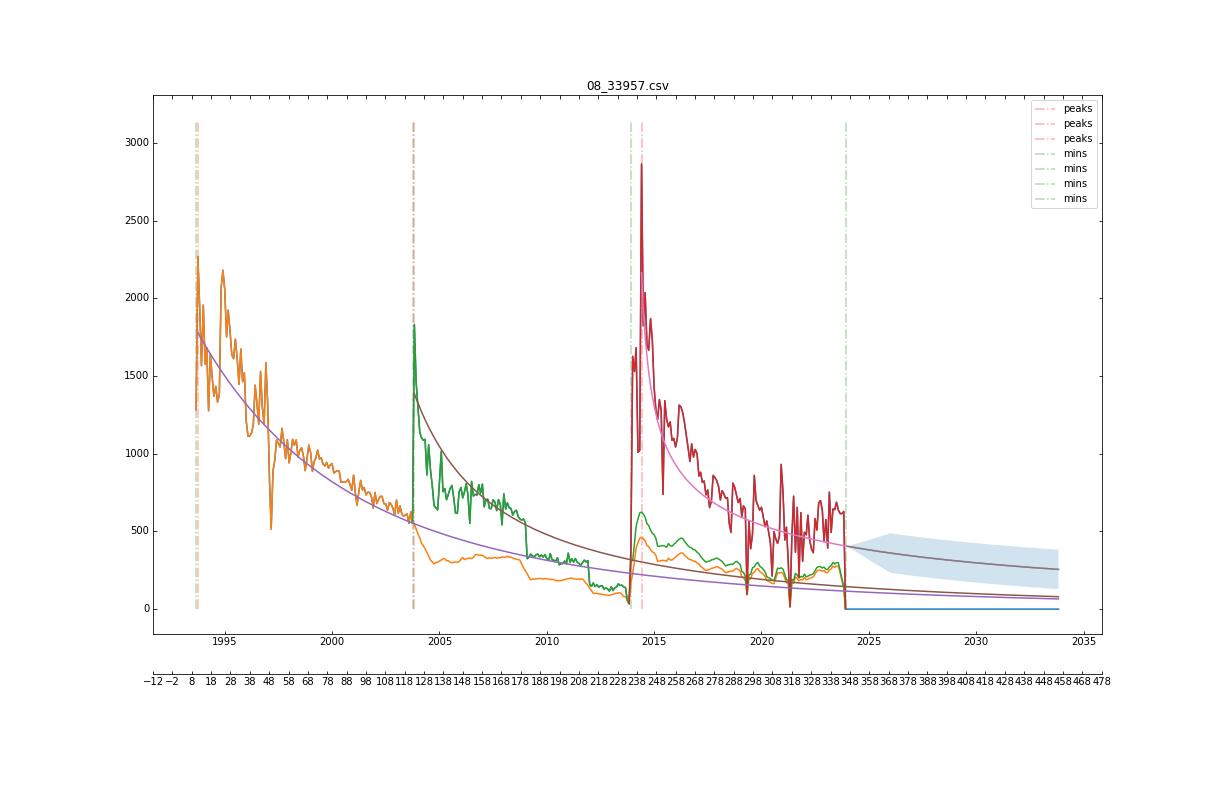 08_33957.csv
peaks
peaks
peaks
mins
mins
mins
mins
3000
2500
2000
1500
1000
500
0
1995 2000 2005 2010 2015 2020 2025 2030 2035
−12 −2 8 18 28 38 48 58 68 78 88 98 108 118 128 138 148 158 168 178 188 198 208 218 228 238 248 258 268 278 288 298 308 318 328 338 348 358 368 378 388 398 408 418 428 438 448 458 468 478